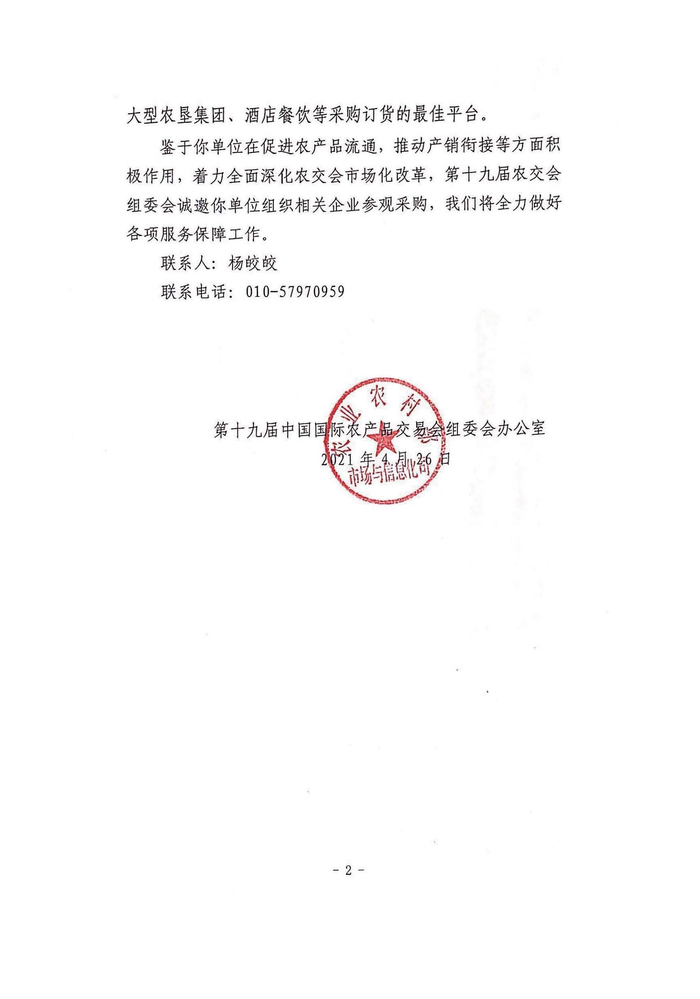 大型农垦集团、酒店餐饮等采购订货的最佳平台。
鉴于你单位在促进农产品流通，推动产销衔接等方面积
极作用，着力全面深化农交会市场化改革，第十九届农交会
组委会诚邀你单位组织相关企业参观采购，我们将全力做好
各项服务保障工作。
联系人：杨皎皎
联系电话：010-57970959
农业农村部
第十九届中国国际农产品交易会组委会办公室
2021 年 4 月 26 日
市场与信息化司
- 2 -